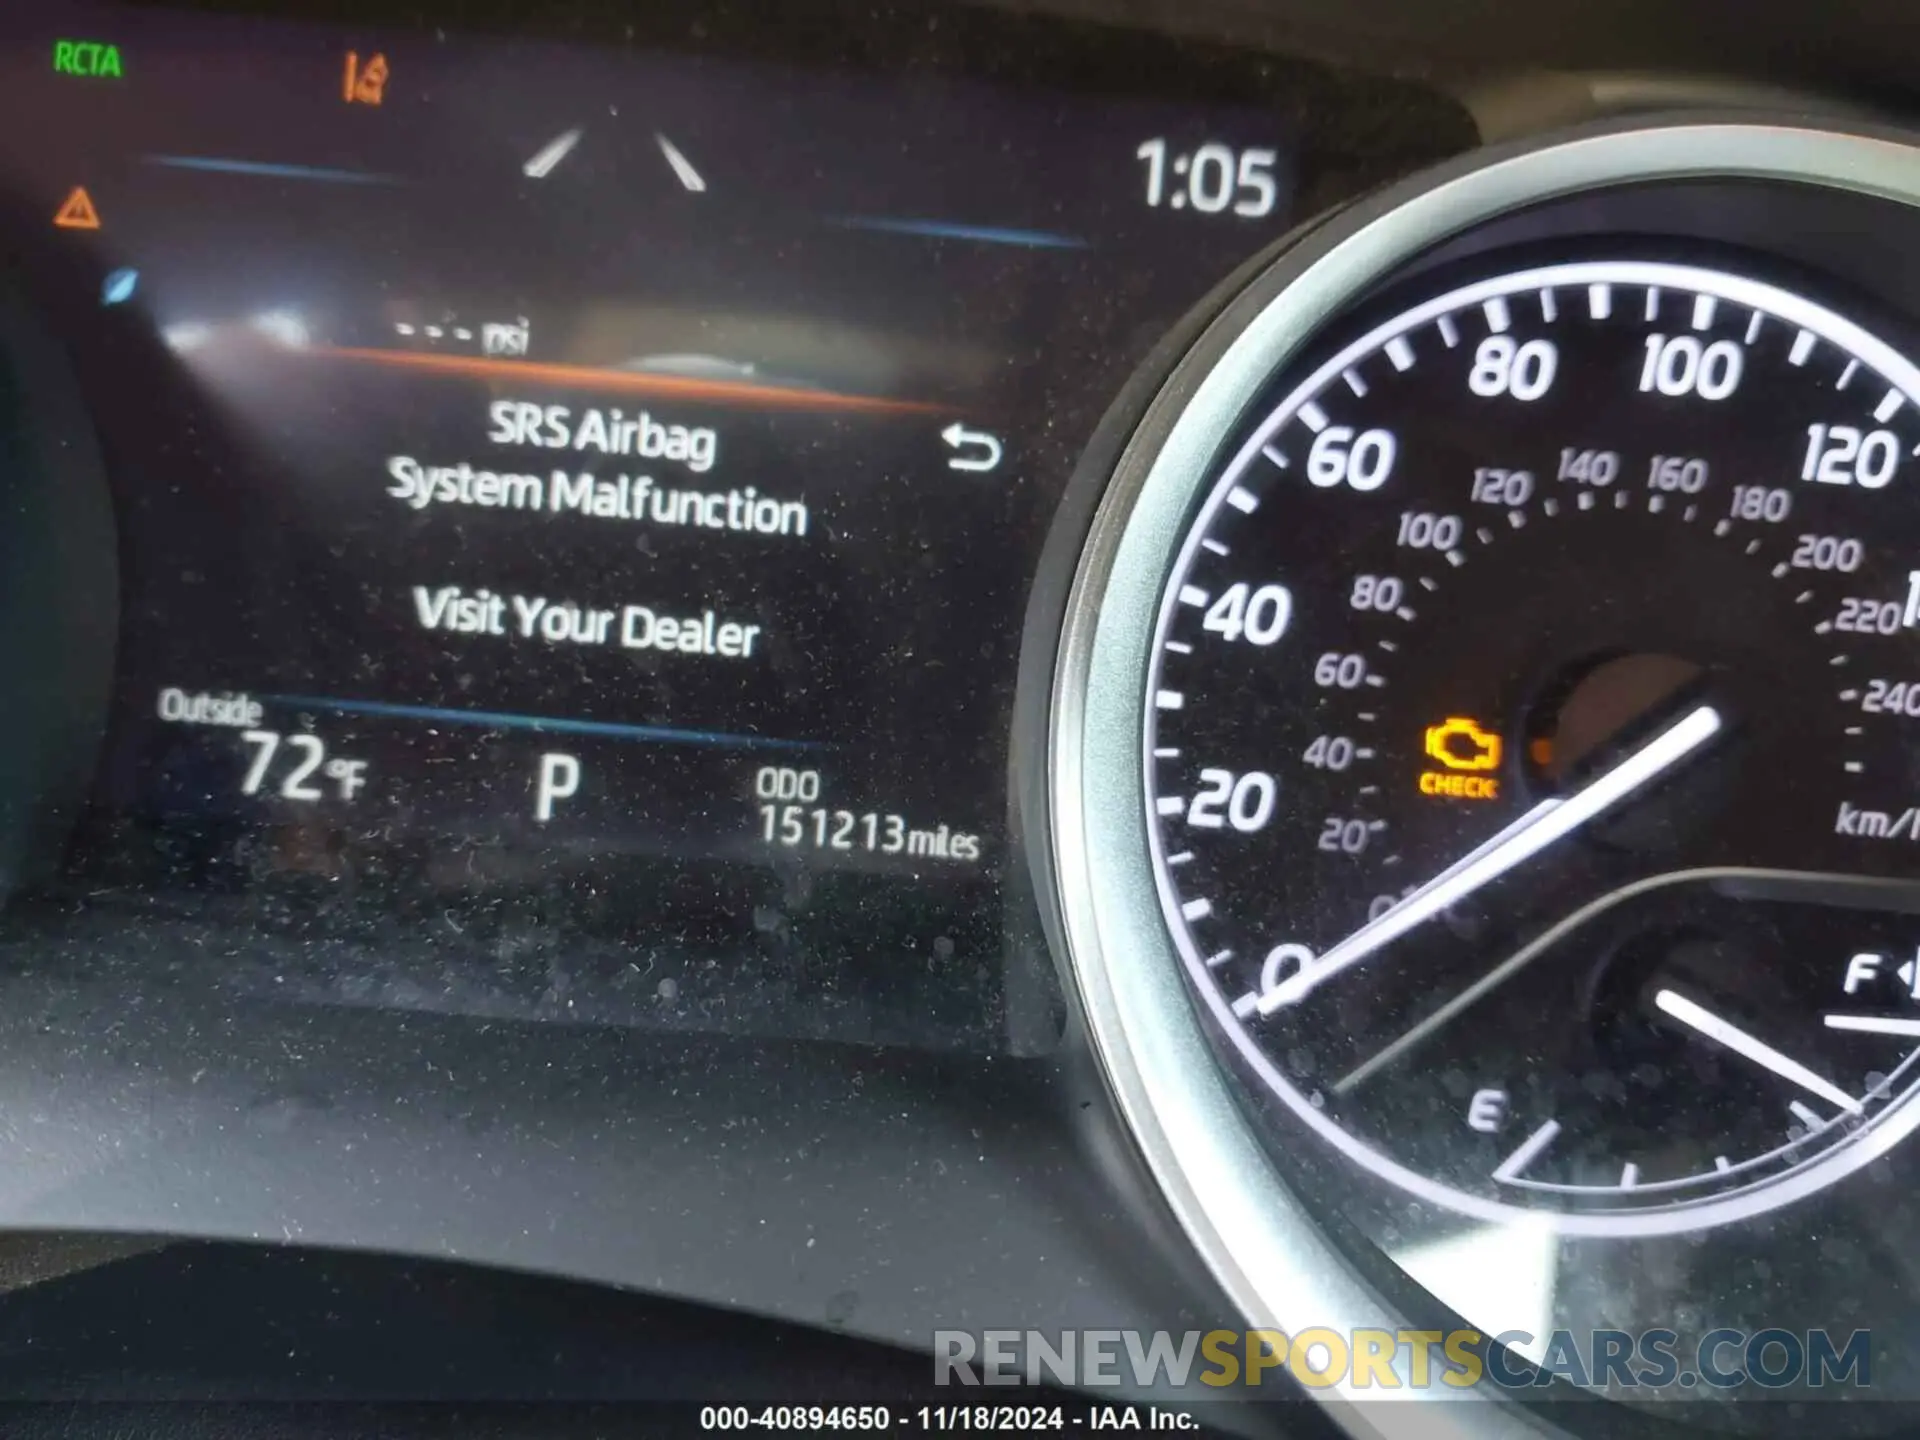 RCTA
1:05
--- psi
SRS Airbag
System Malfunction
Visit Your Dealer
Outside
72°F
P
ODO
151213 miles
0
20
40
60
80
100
120
20
40
60
80
100
120
140
160
180
200
220
240
CHECK
E
F
RENEWSPORTSCARS.COM
000-40894650 - 11/18/2024 - IAA Inc.